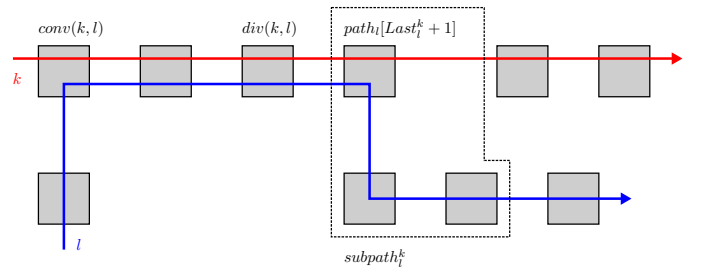 conv(k, l) div(k, l) path_l[Last_l^k + 1]
k
l
subpath_l^k